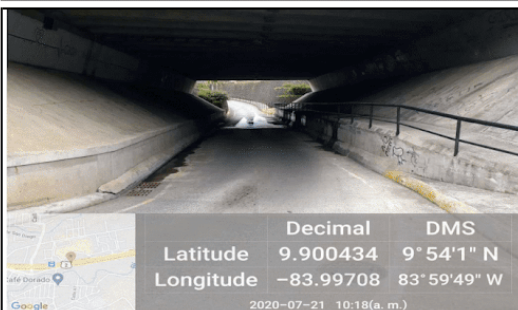 Decimal DMS
Latitude 9.900434 9°54'1" N
Longitude −83.99708 83°59'49" W
Café Dorado
Google
2020-07-21 10:18(a. m.)